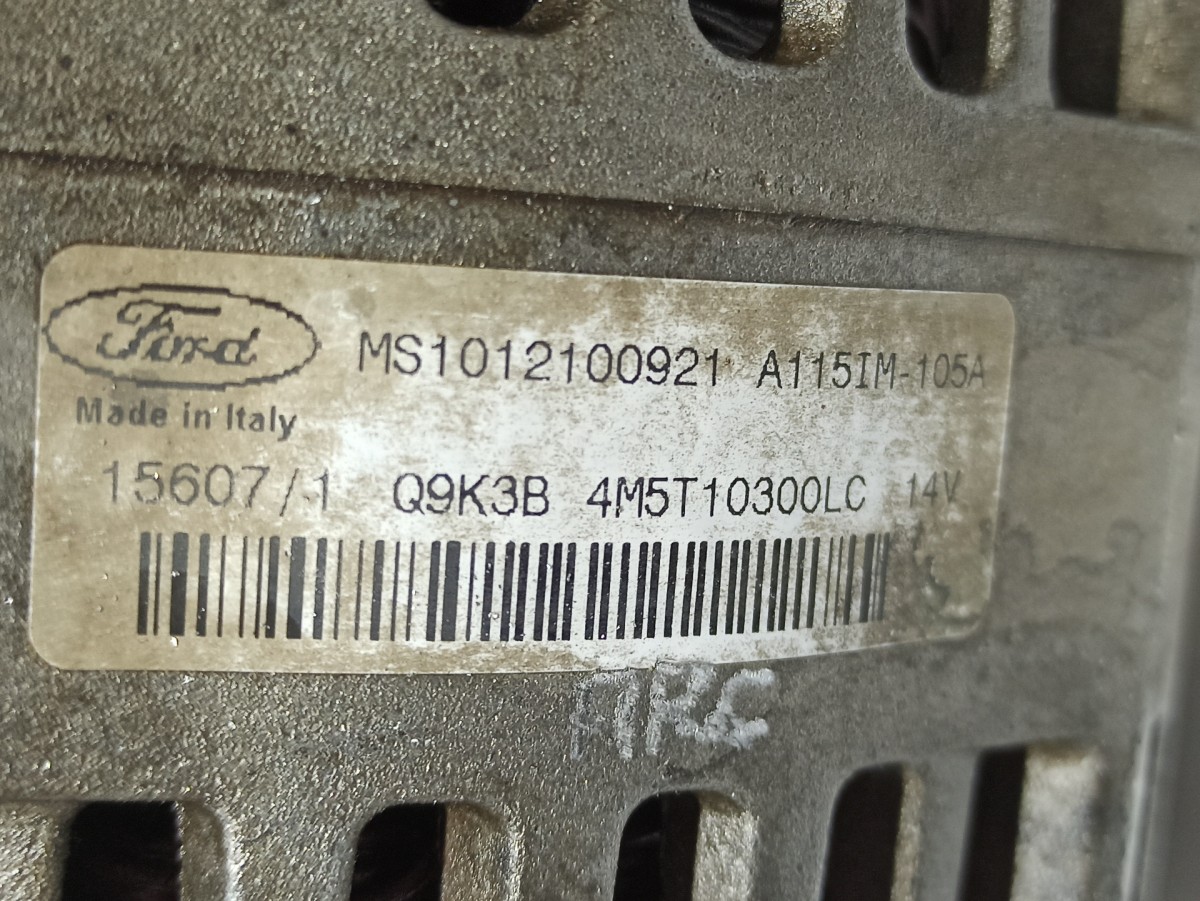 Ford MS1012100921 A115IM-105A
Made in Italy
15607/1 Q9K3B 4M5T10300LC 14V